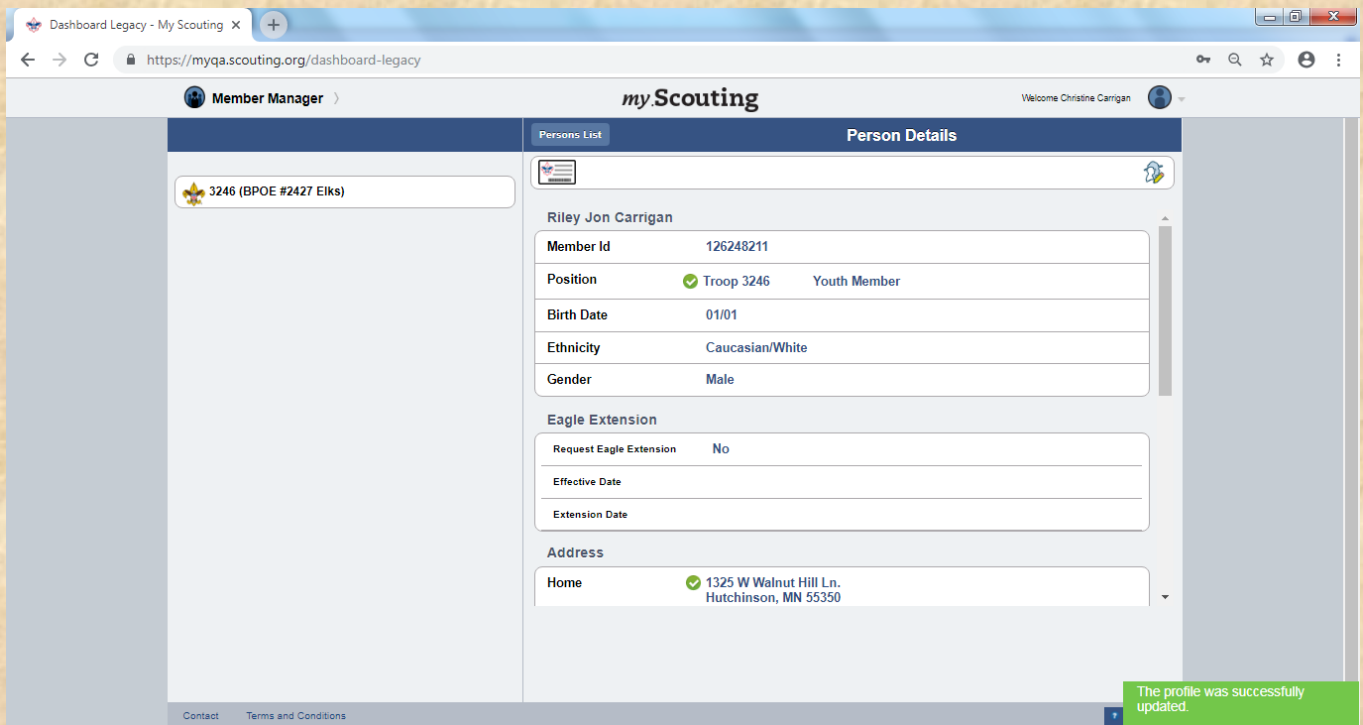 Dashboard Legacy - My Scouting
https://myqa.scouting.org/dashboard-legacy
Member Manager
my.Scouting
Welcome Christine Carrigan
Persons List
Person Details
3246 (BPOE #2427 Elks)
Riley Jon Carrigan
Member Id 126248211
Position Troop 3246 Youth Member
Birth Date 01/01
Ethnicity Caucasian/White
Gender Male
Eagle Extension
Request Eagle Extension No
Effective Date
Extension Date
Address
Home 1325 W Walnut Hill Ln.
Hutchinson, MN 55350
The profile was successfully
updated.
Contact Terms and Conditions ?